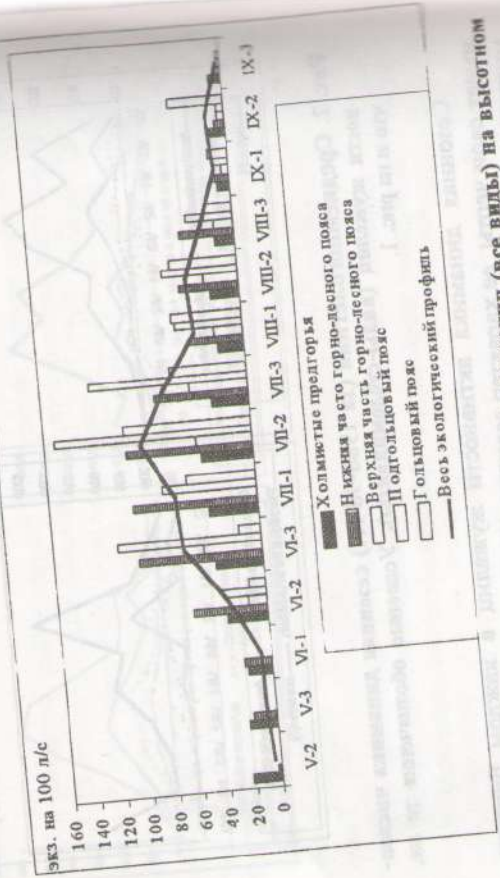 экз. на 100 л/с
160
140
120
100
80
60
40
20
0
V-2
V-3
VI-1
VI-2
VI-3
VII-1
VII-2
VII-3
VIII-1
VIII-2
VIII-3
IX-1
IX-2
IX-3
Холмистые предгорья
Нижняя часто горно-лесного пояса
Верхняя часть горно-лесного пояса
Подгольцовый пояс
Гольцовый пояс
Весь экологический профиль
(все виды) на высотном